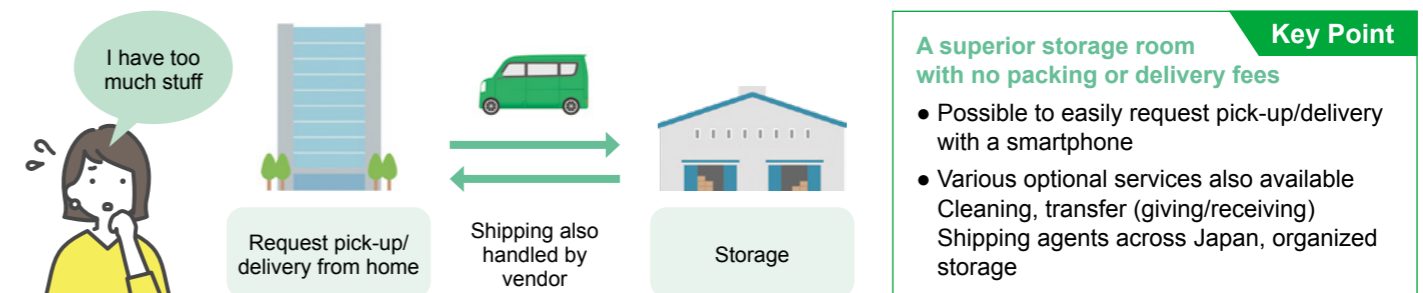 I have too
much stuff
Request pick-up/
delivery from home
Shipping also
handled by
vendor
Storage
Key Point
A superior storage room
with no packing or delivery fees
● Possible to easily request pick-up/delivery
with a smartphone
● Various optional services also available
Cleaning, transfer (giving/receiving)
Shipping agents across Japan, organized
storage